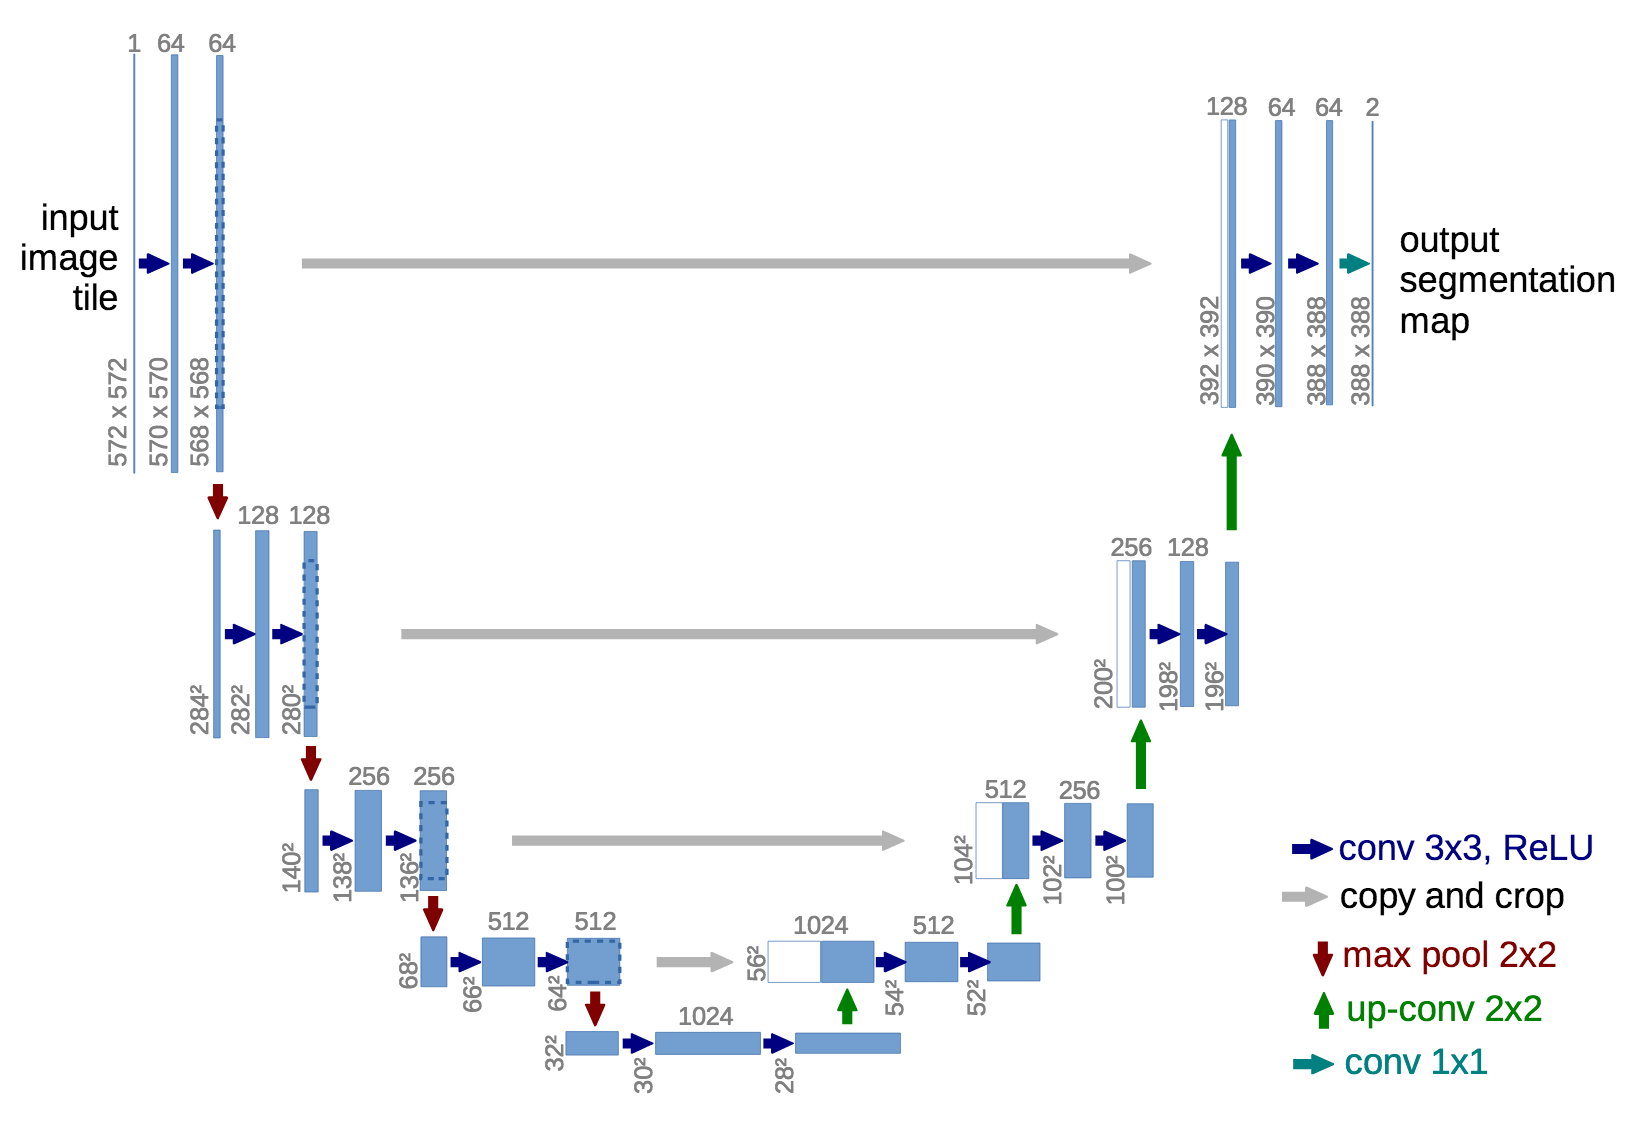 1 64 64
input
image
tile
572 x 572
570 x 570
568 x 568
128 64 64 2
output
segmentation
map
392 x 392
390 x 390
388 x 388
388 x 388
128 128
284²
282²
280²
256 128
200²
198²
196²
256 256
140²
138²
136²
512 256
104²
102²
100²
512 512
68²
66²
64²
1024 512
56²
54²
52²
1024
32²
30²
28²
conv 3x3, ReLU
copy and crop
max pool 2x2
up-conv 2x2
conv 1x1